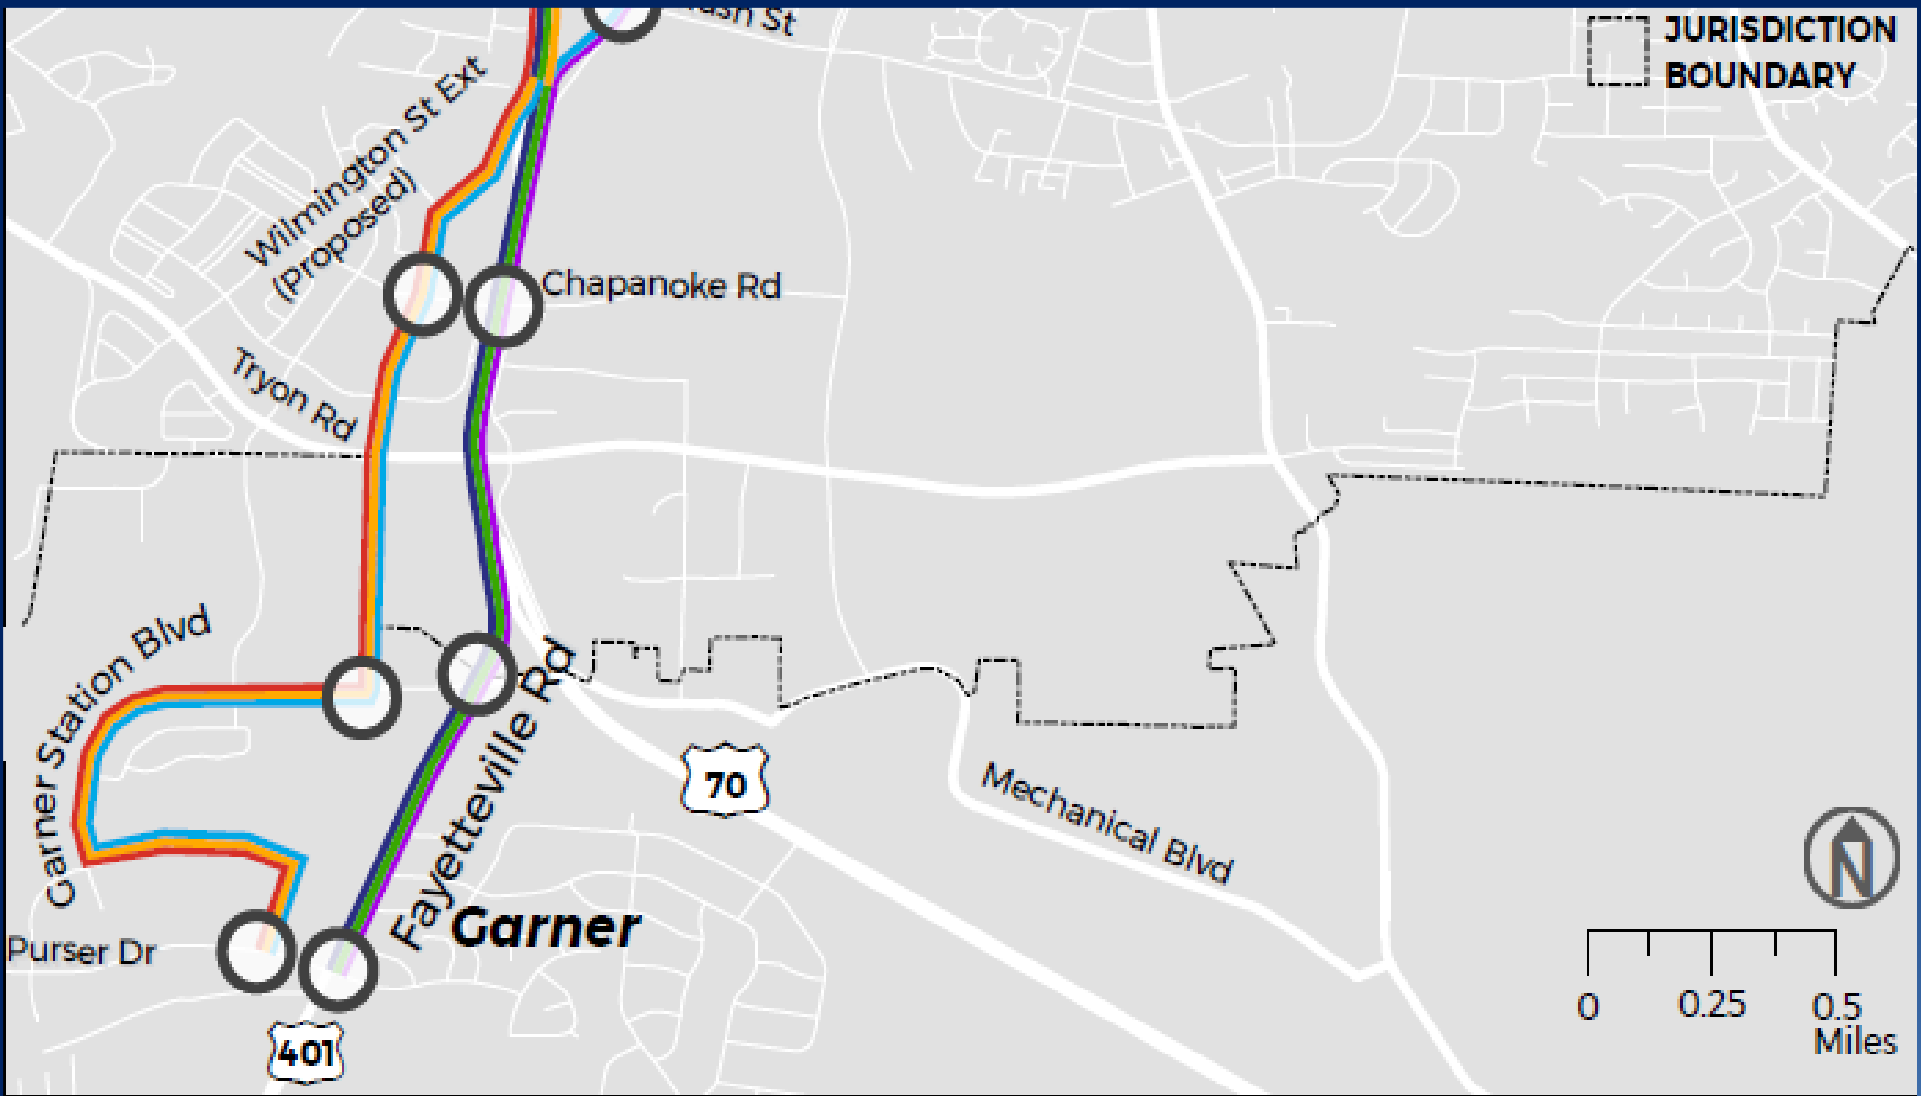 St
JURISDICTION
BOUNDARY
Wilmington St Ext
(Proposed)
Chapanoke Rd
Tryon Rd
Garner Station Blvd
Fayetteville Rd
70
Mechanical Blvd
Garner
Purser Dr
N
0 0.25 0.5
Miles
401